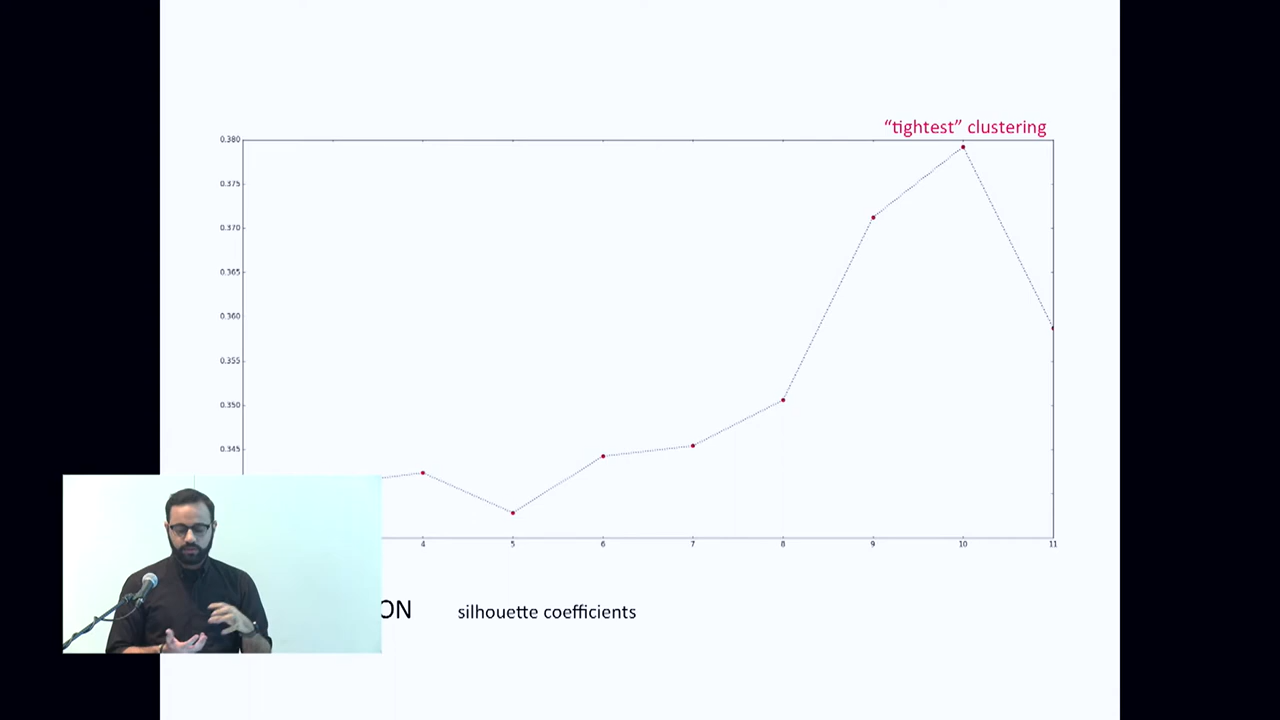 “tightest” clustering
0.380
0.375
0.370
0.365
0.360
0.355
0.350
0.345
4 5 6 7 8 9 10 11
ON silhouette coefficients